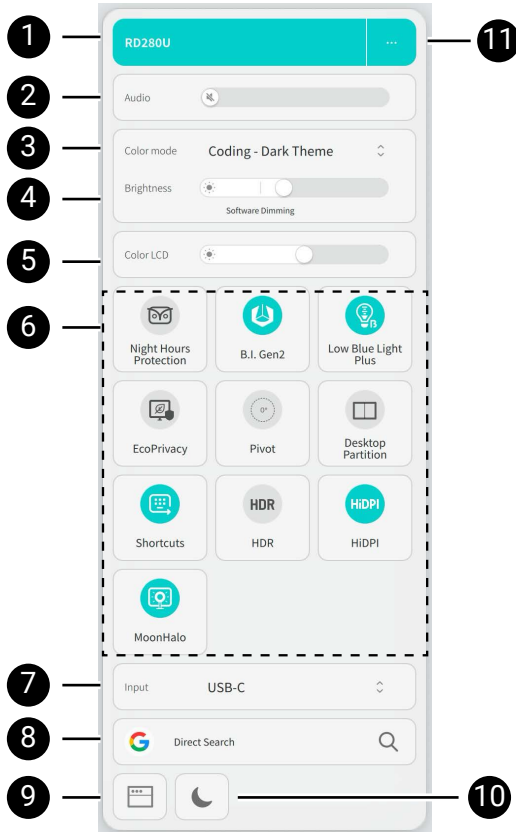 1
RD280U
...
11
2
Audio
3
Color mode
Coding - Dark Theme
4
Brightness
Software Dimming
5
Color LCD
6
Night Hours
Protection
B.I. Gen2
B
Low Blue Light
Plus
EcoPrivacy
0°
Pivot
Desktop
Partition
Shortcuts
HDR
HDR
HiDPI
HiDPI
MoonHalo
7
Input
USB-C
8
G
Direct Search
9
10